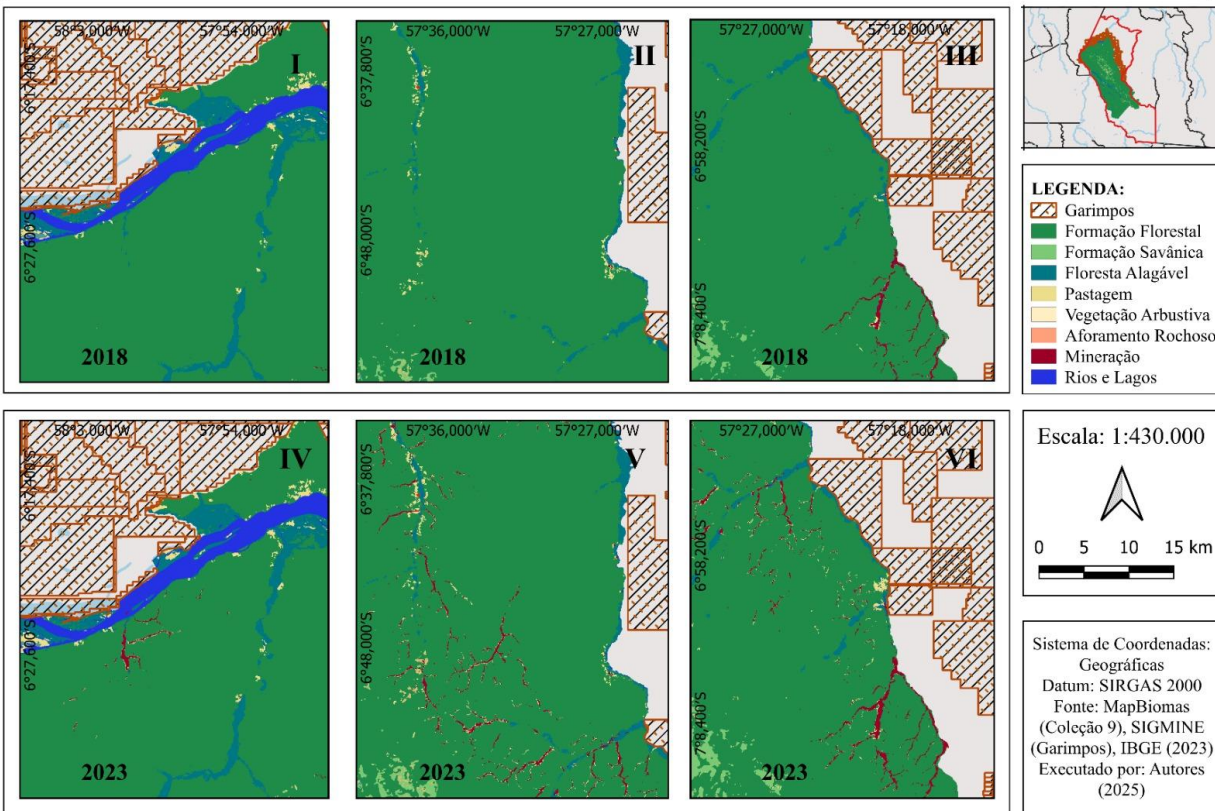 58°3,000'W 57°54,000'W
I
6°17,400'S
6°27,600'S
2018
57°36,000'W 57°27,000'W
II
6°37,800'S
6°48,000'S
2018
57°27,000'W 57°18,000'W
III
6°58,200'S
7°8,400'S
2018
LEGENDA:
Garimpos
Formação Florestal
Formação Savânica
Floresta Alagável
Pastagem
Vegetação Arbustiva
Aforamento Rochoso
Mineração
Rios e Lagos
58°3,000'W 57°54,000'W
IV
6°17,400'S
6°27,600'S
2023
57°36,000'W 57°27,000'W
V
6°37,800'S
6°48,000'S
2023
57°27,000'W 57°18,000'W
VI
6°58,200'S
7°8,400'S
2023
Escala: 1:430.000
0 5 10 15 km
Sistema de Coordenadas:
Geográficas
Datum: SIRGAS 2000
Fonte: MapBiomas
(Coleção 9), SIGMINE
(Garimpos), IBGE (2023)
Executado por: Autores
(2025)